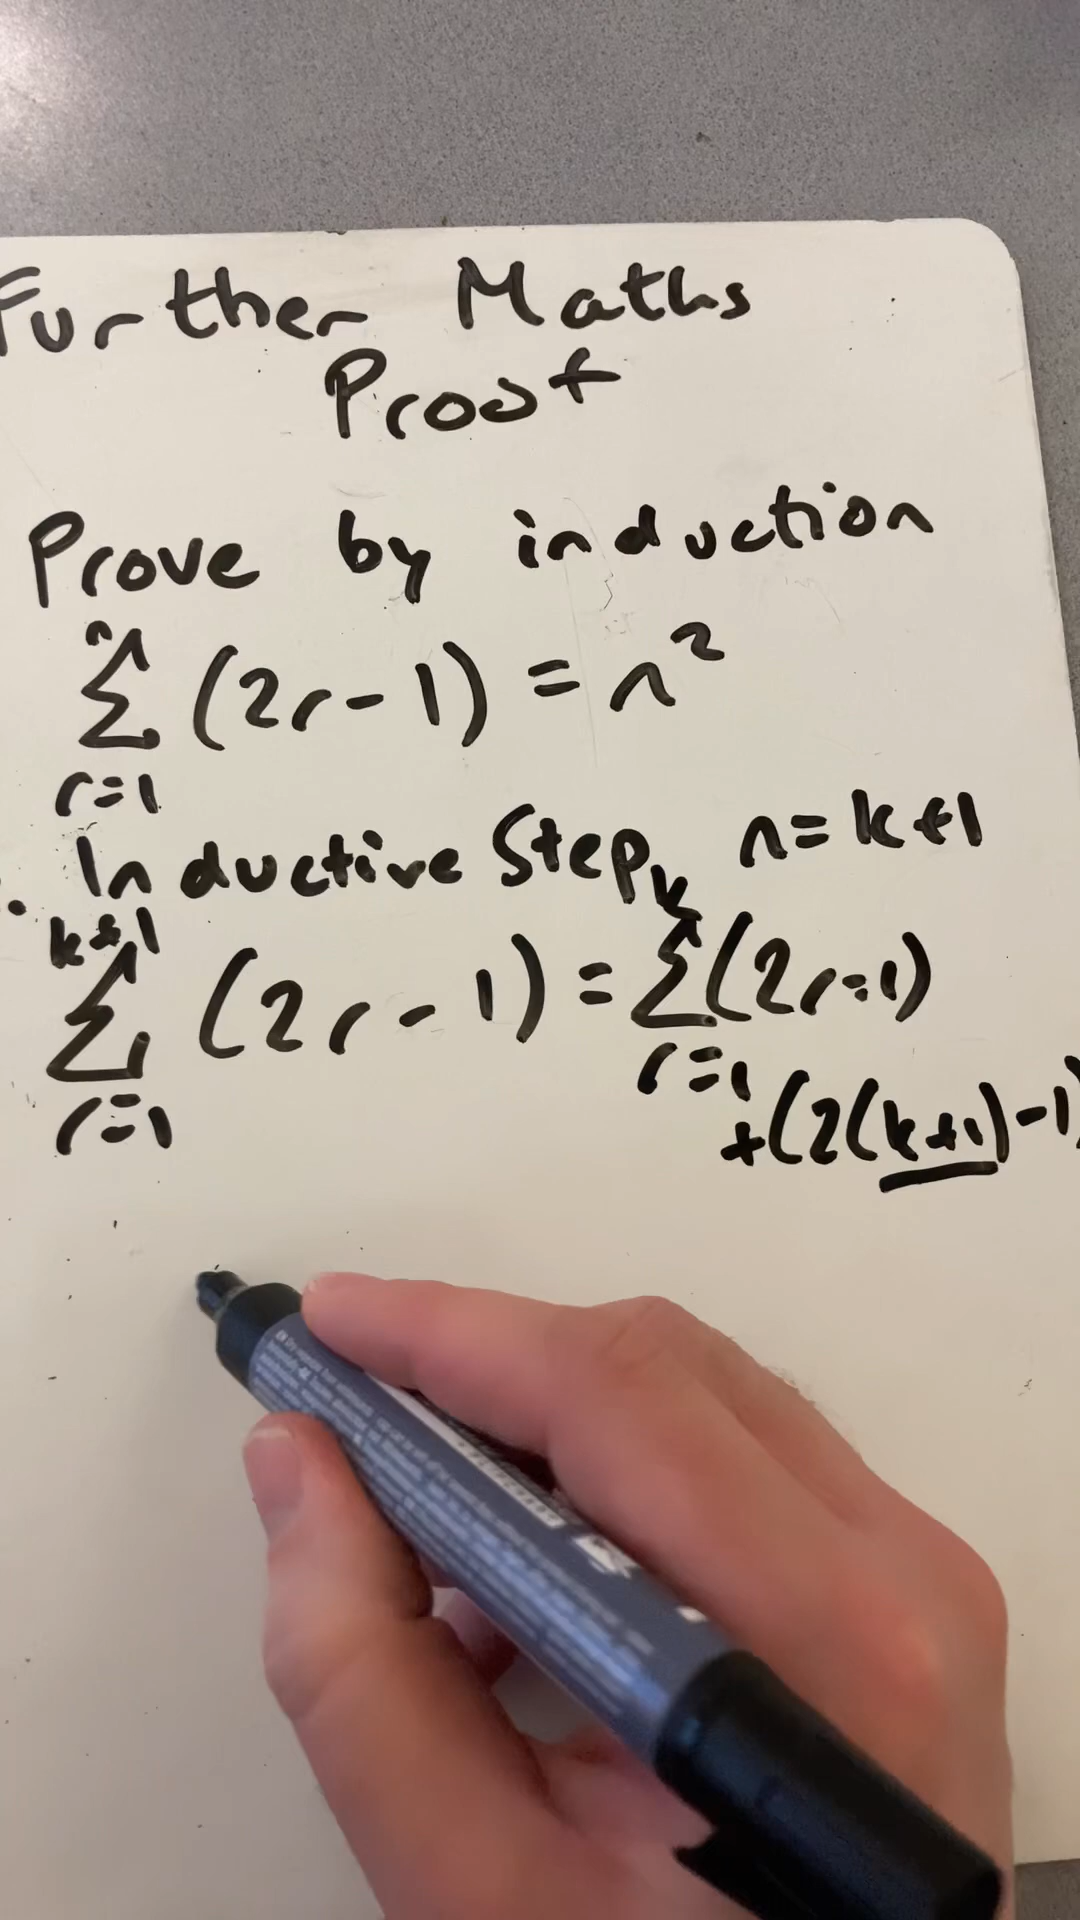 Further Maths
Proof
Prove by induction
n
∑ (2r-1) = n²
r=1
Inductive Step n=k+1
k+1 k
∑ (2r-1) = ∑ (2r-1)
r=1 r=1
+(2(k+1)-1)